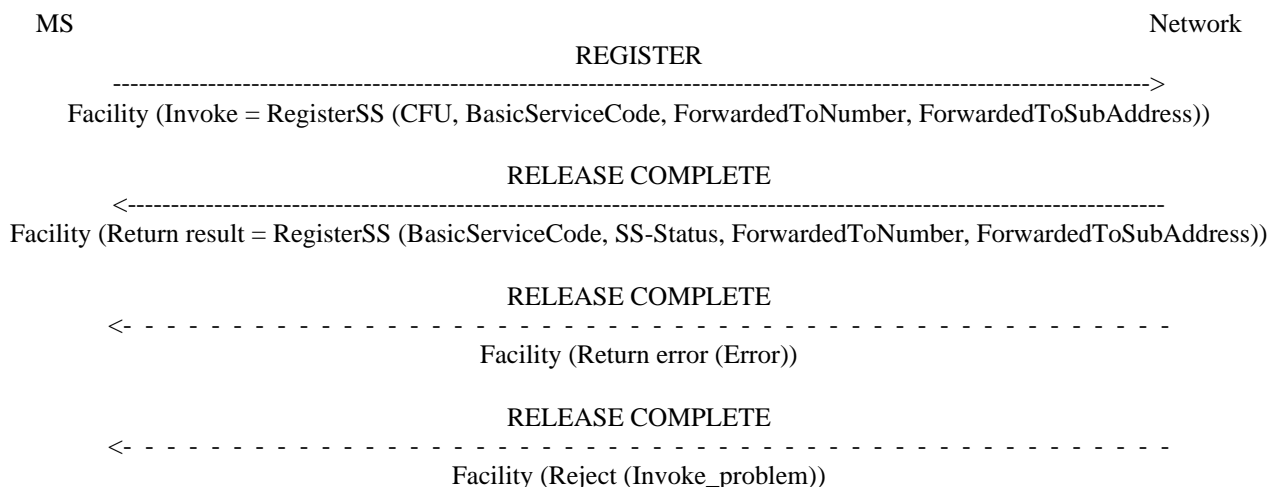 MS Network
REGISTER
Facility (Invoke = RegisterSS (CFU, BasicServiceCode, ForwardedToNumber, ForwardedToSubAddress))
RELEASE COMPLETE
Facility (Return result = RegisterSS (BasicServiceCode, SS-Status, ForwardedToNumber, ForwardedToSubAddress))
RELEASE COMPLETE
Facility (Return error (Error))
RELEASE COMPLETE
Facility (Reject (Invoke_problem))